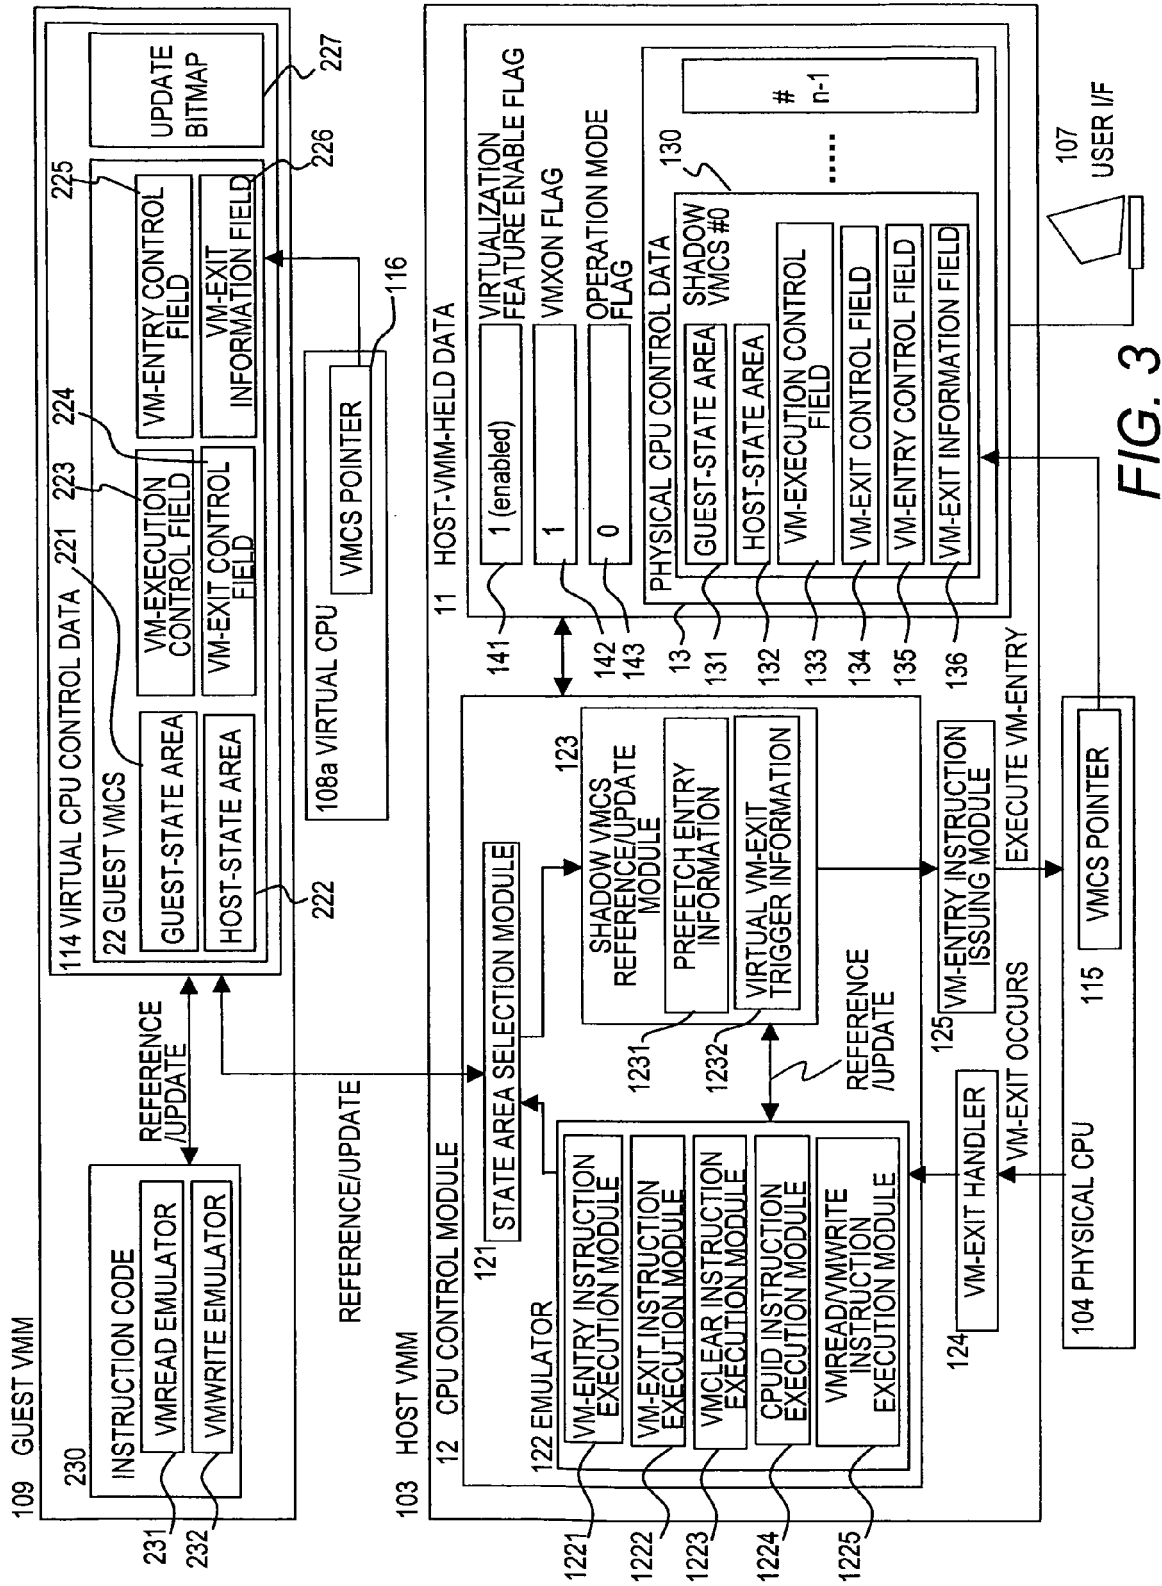 109 GUEST VMM
230
INSTRUCTION CODE
231
VMREAD EMULATOR
232
VMWRITE EMULATOR
REFERENCE
/UPDATE
114 VIRTUAL CPU CONTROL DATA
22 GUEST VMCS
221
GUEST-STATE AREA
222
HOST-STATE AREA
223
VM-EXECUTION
CONTROL FIELD
224
VM-EXIT CONTROL
FIELD
225
VM-ENTRY CONTROL
FIELD
226
VM-EXIT
INFORMATION FIELD
UPDATE
BITMAP
227
108a VIRTUAL CPU
VMCS POINTER
116
REFERENCE/UPDATE
103 HOST VMM
12 CPU CONTROL MODULE
121
STATE AREA SELECTION MODULE
122 EMULATOR
1221
VM-ENTRY INSTRUCTION
EXECUTION MODULE
1222
VM-EXIT INSTRUCTION
EXECUTION MODULE
1223
VMCLEAR INSTRUCTION
EXECUTION MODULE
1224
CPUID INSTRUCTION
EXECUTION MODULE
1225
VMREAD/VMWRITE
INSTRUCTION
EXECUTION MODULE
123
SHADOW VMCS
REFERENCE/UPDATE
MODULE
1231
PREFETCH ENTRY
INFORMATION
1232
VIRTUAL VM-EXIT
TRIGGER INFORMATION
REFERENCE
/UPDATE
124
VM-EXIT HANDLER
125
VM-ENTRY INSTRUCTION
ISSUING MODULE
VM-EXIT OCCURS
EXECUTE VM-ENTRY
104 PHYSICAL CPU
115
VMCS POINTER
11 HOST-VMM-HELD DATA
141
1 (enabled)
VIRTUALIZATION
FEATURE ENABLE FLAG
142
1
VMXON FLAG
143
0
OPERATION MODE
FLAG
13
PHYSICAL CPU CONTROL DATA
130
SHADOW
VMCS #0
131
GUEST-STATE AREA
132
HOST-STATE AREA
133
VM-EXECUTION CONTROL
FIELD
134
VM-EXIT CONTROL FIELD
135
VM-ENTRY CONTROL FIELD
136
VM-EXIT INFORMATION FIELD
.....
#
n-1
107
USER I/F
FIG. 3